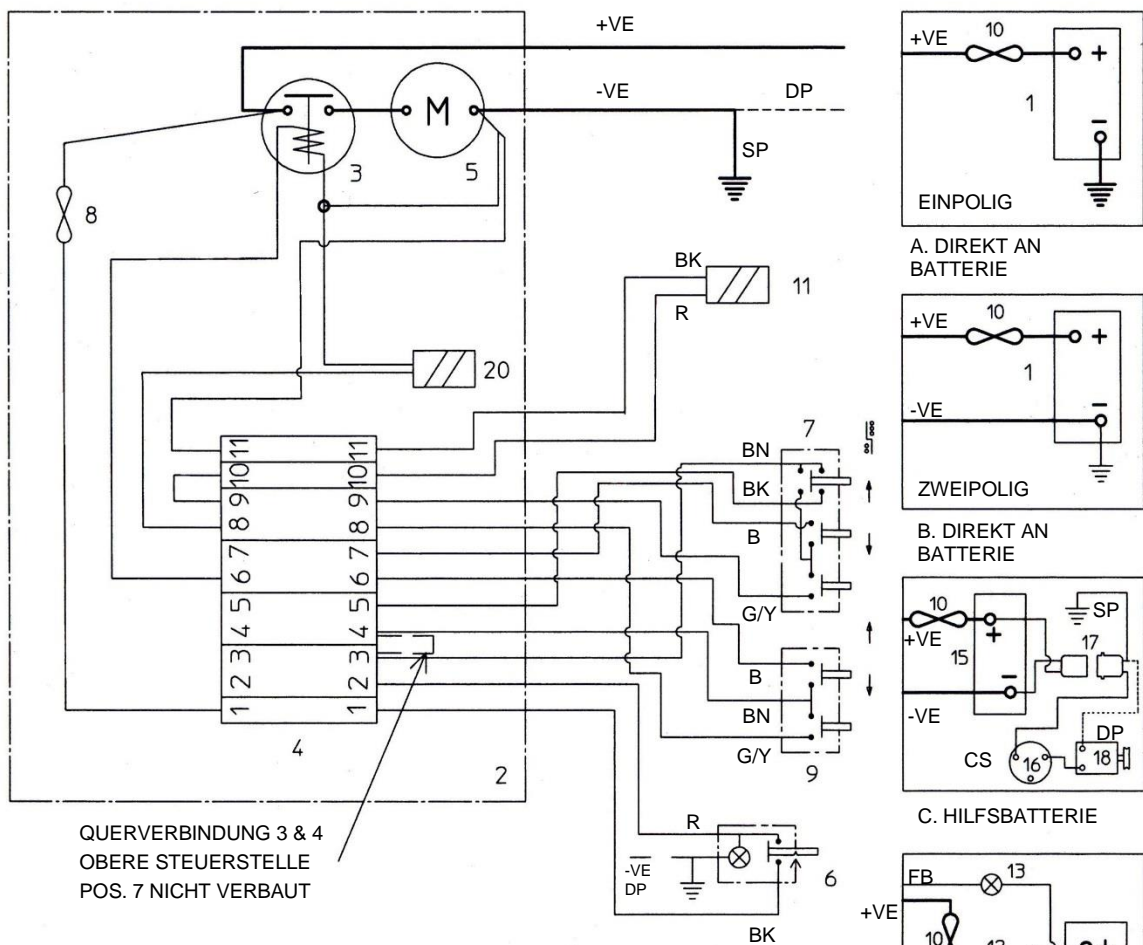 +VE
-VE
DP
SP
M
3
5
8
BK
11
R
20
11 11
10 10
9 9
8 8
7 7
6 6
5 5
4 4
3 3
2 2
1 1
4
2
7
BN
BK
B
G/Y
B
BN
G/Y
9
QUERVERBINDUNG 3 & 4
OBERE STEUERSTELLE
POS. 7 NICHT VERBAUT
R
-VE
DP
6
BK
+VE
10
+
1
-
EINPOLIG
A. DIREKT AN
BATTERIE
+VE
10
+
1
-VE
-
ZWEIPOLIG
B. DIREKT AN
BATTERIE
10
SP
+VE
+
15
17
-
-VE
DP
CS
16
18
C. HILFSBATTERIE
FB
13
+VE
10